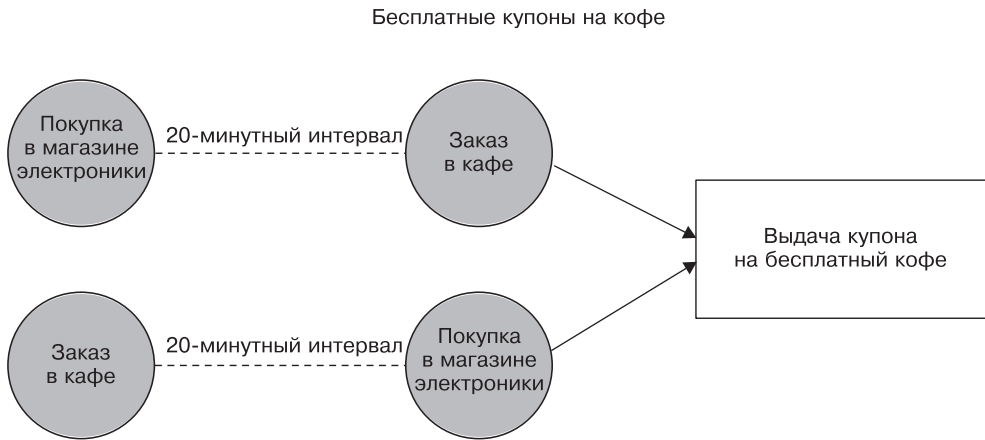 Бесплатные купоны на кофе
Покупка
в магазине
электроники
20-минутный интервал
Заказ
в кафе
Выдача купона
на бесплатный кофе
Заказ
в кафе
20-минутный интервал
Покупка
в магазине
электроники